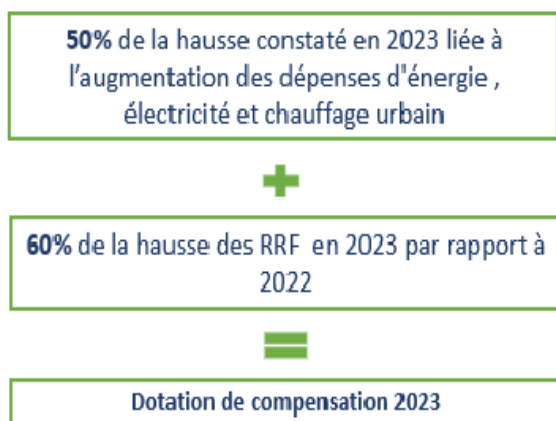 50% de la hausse constaté en 2023 liée à
l'augmentation des dépenses d'énergie ,
électricité et chauffage urbain
+
60% de la hausse des RRF en 2023 par rapport à
2022
=
Dotation de compensation 2023